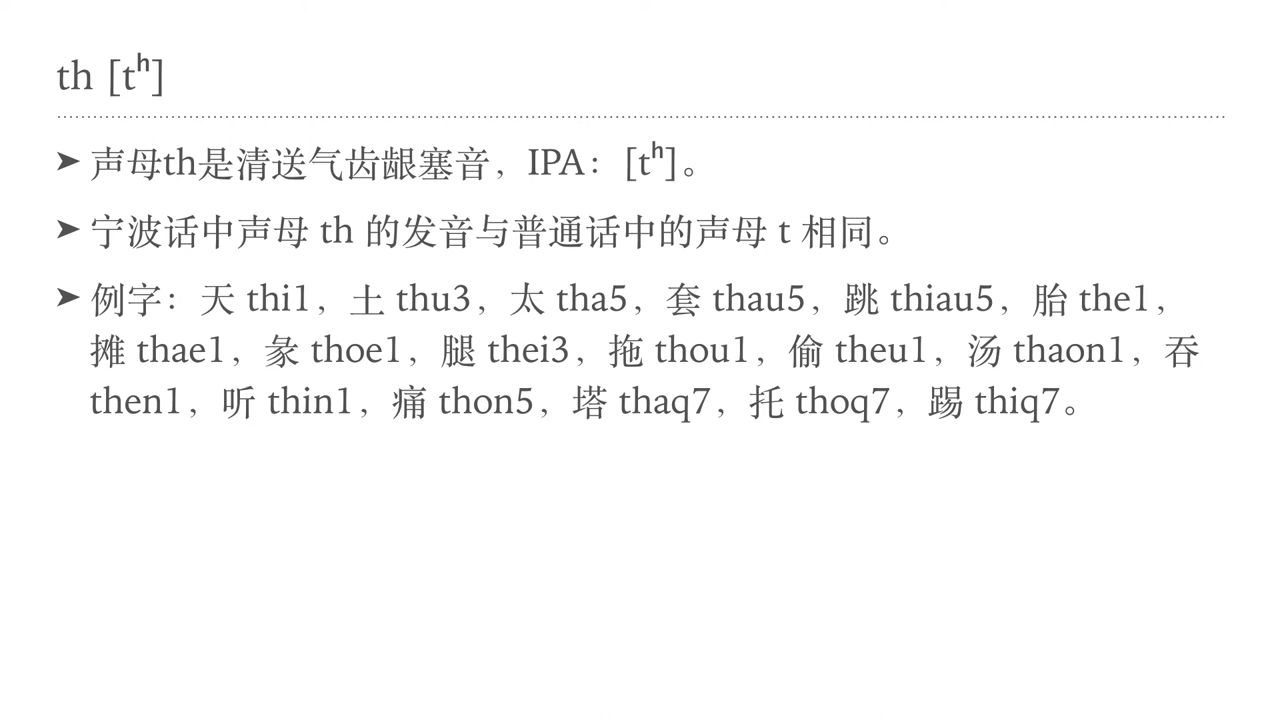 th [tʰ]
➤ 声母th是清送气齿龈塞音，IPA：[tʰ]。
➤ 宁波话中声母 th 的发音与普通话中的声母 t 相同。
➤ 例字：天 thi1，土 thu3，太 tha5，套 thau5，跳 thiau5，胎 the1，
摊 thae1，彖 thoe1，腿 thei3，拖 thou1，偷 theu1，汤 thaon1，吞
then1，听 thin1，痛 thon5，塔 thaq7，托 thoq7，踢 thiq7。